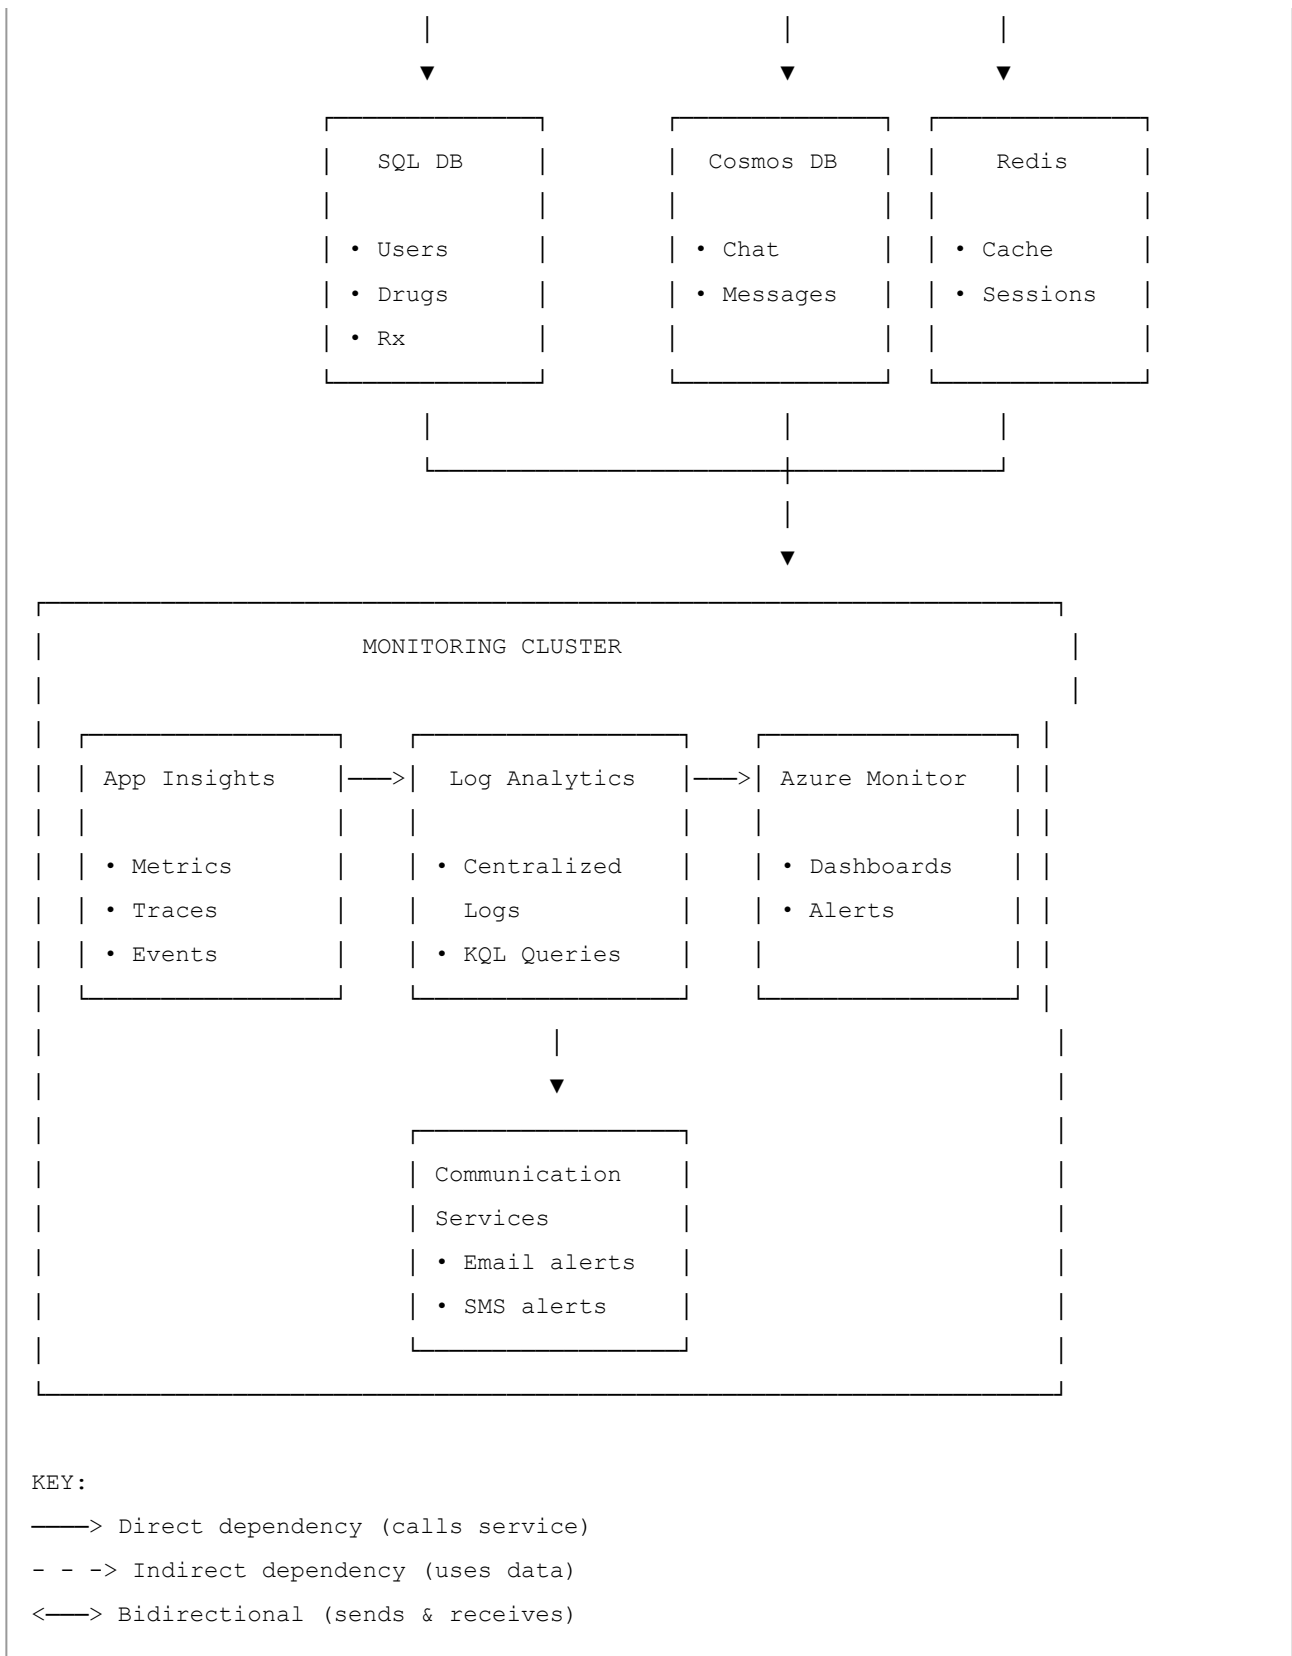 SQL DB Cosmos DB Redis
• Users • Chat • Cache
• Drugs • Messages • Sessions
• Rx
MONITORING CLUSTER
App Insights ───>│ Log Analytics ───>│ Azure Monitor
• Metrics • Centralized • Dashboards
• Traces Logs • Alerts
• Events • KQL Queries
Communication
Services
• Email alerts
• SMS alerts
KEY:
────> Direct dependency (calls service)
- - -> Indirect dependency (uses data)
<───> Bidirectional (sends & receives)